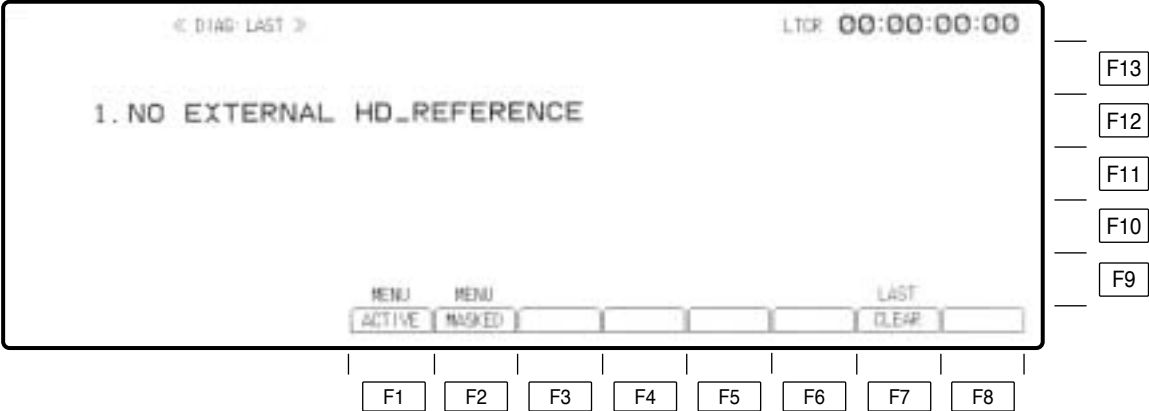 ≪ DIAG: LAST ≫ LTCR 00:00:00:00
F13
1. NO EXTERNAL HD_REFERENCE
F12
F11
F10
F9
MENU MENU LAST
ACTIVE MASKED CLEAR
F1 F2 F3 F4 F5 F6 F7 F8